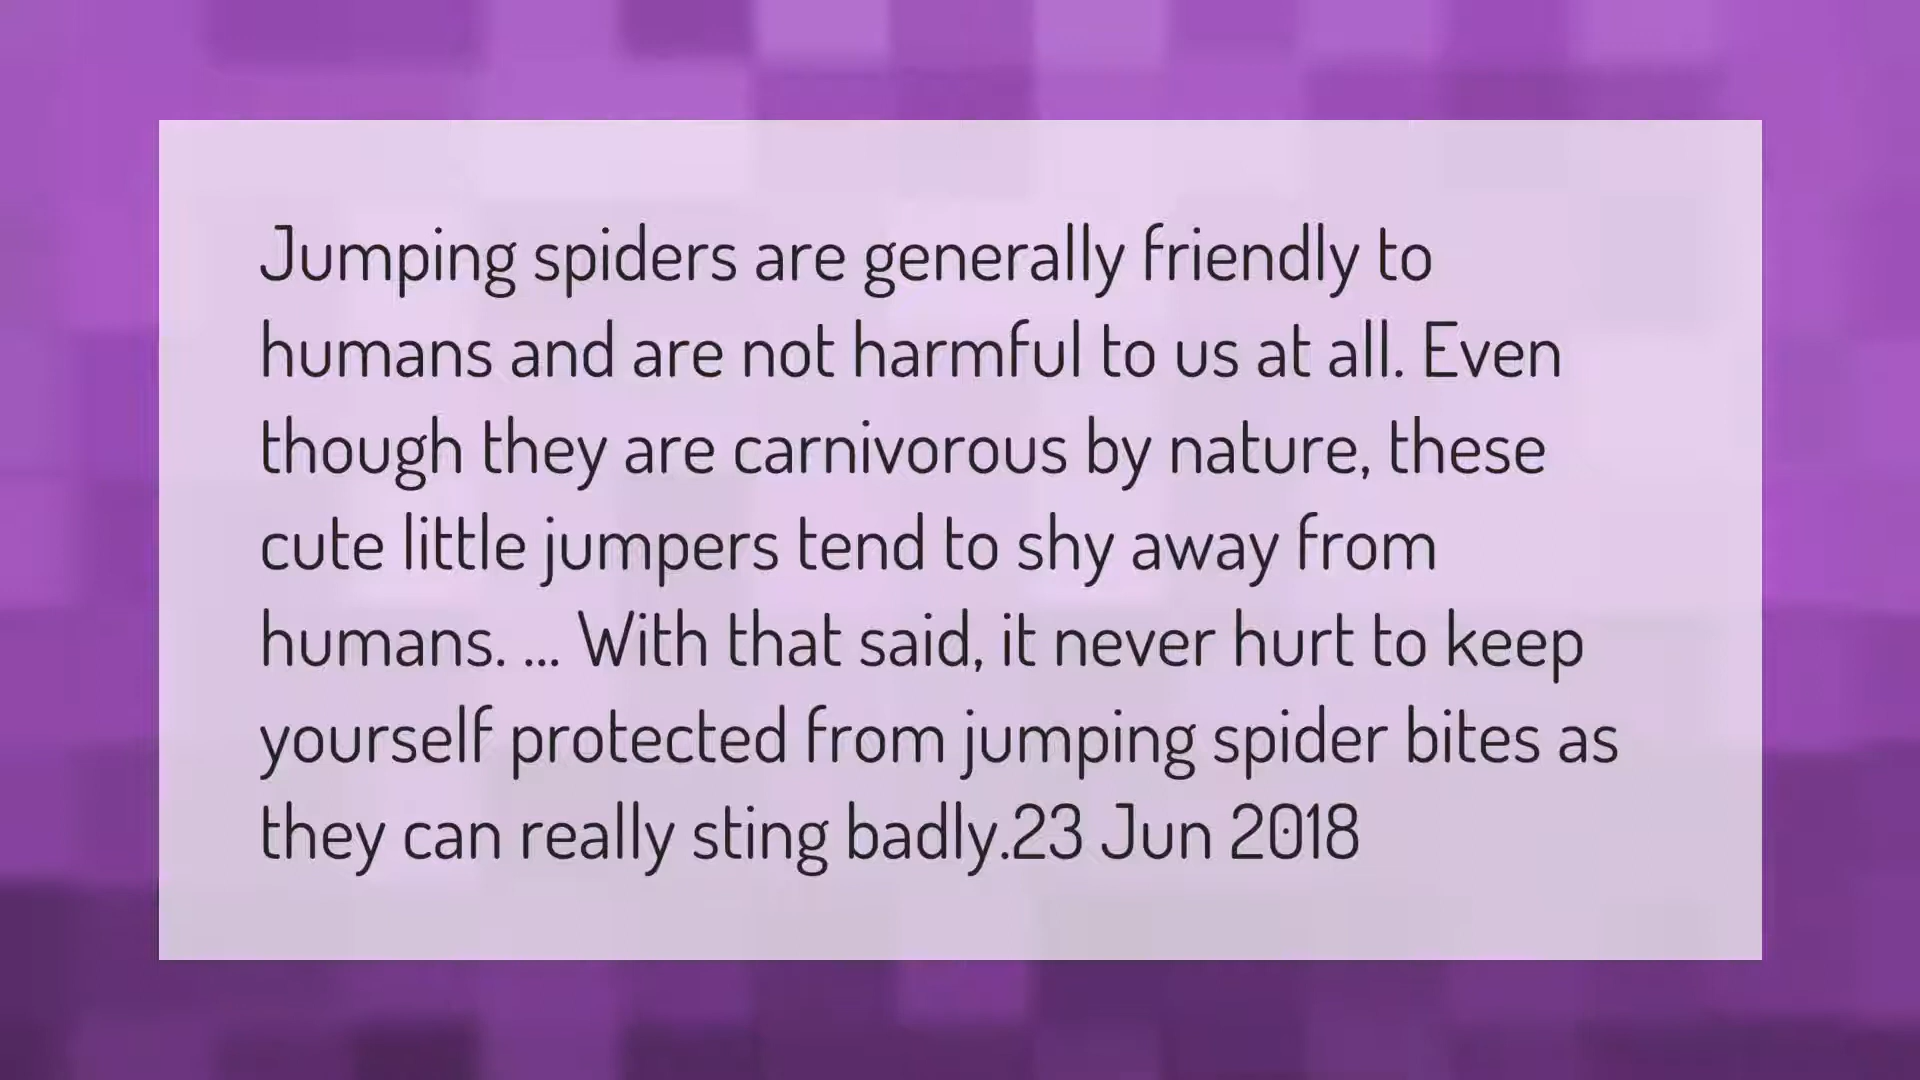 Jumping spiders are generally friendly to
humans and are not harmful to us at all. Even
though they are carnivorous by nature, these
cute little jumpers tend to shy away from
humans. ... With that said, it never hurt to keep
yourself protected from jumping spider bites as
they can really sting badly.23 Jun 2018